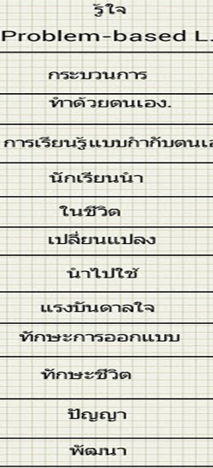 รู้ใจ
Problem-based L.
กระบวนการ
ทำด้วยตนเอง.
การเรียนรู้แบบกำกับตนเอ
นักเรียนนำ
ในชีวิต
เปลี่ยนแปลง
นำไปใช้
แรงบันดาลใจ
ทักษะการออกแบบ
ทักษะชีวิต
ปัญญา
พัฒนา